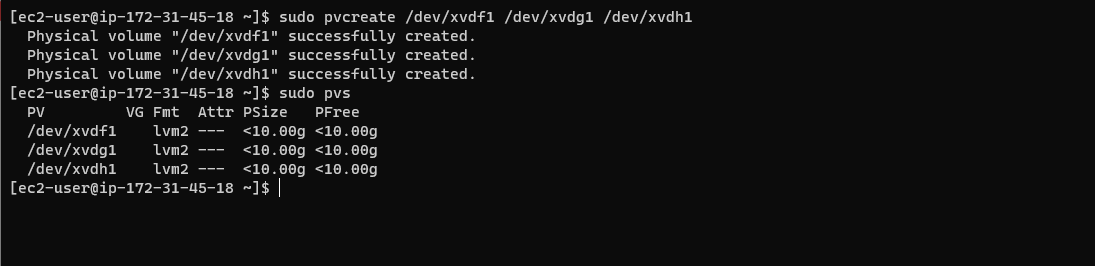 [ec2-user@ip-172-31-45-18 ~]$ sudo pvcreate /dev/xvdf1 /dev/xvdg1 /dev/xvdh1
  Physical volume "/dev/xvdf1" successfully created.
  Physical volume "/dev/xvdg1" successfully created.
  Physical volume "/dev/xvdh1" successfully created.
[ec2-user@ip-172-31-45-18 ~]$ sudo pvs
  PV         VG Fmt  Attr PSize   PFree
  /dev/xvdf1    lvm2 ---  <10.00g <10.00g
  /dev/xvdg1    lvm2 ---  <10.00g <10.00g
  /dev/xvdh1    lvm2 ---  <10.00g <10.00g
[ec2-user@ip-172-31-45-18 ~]$